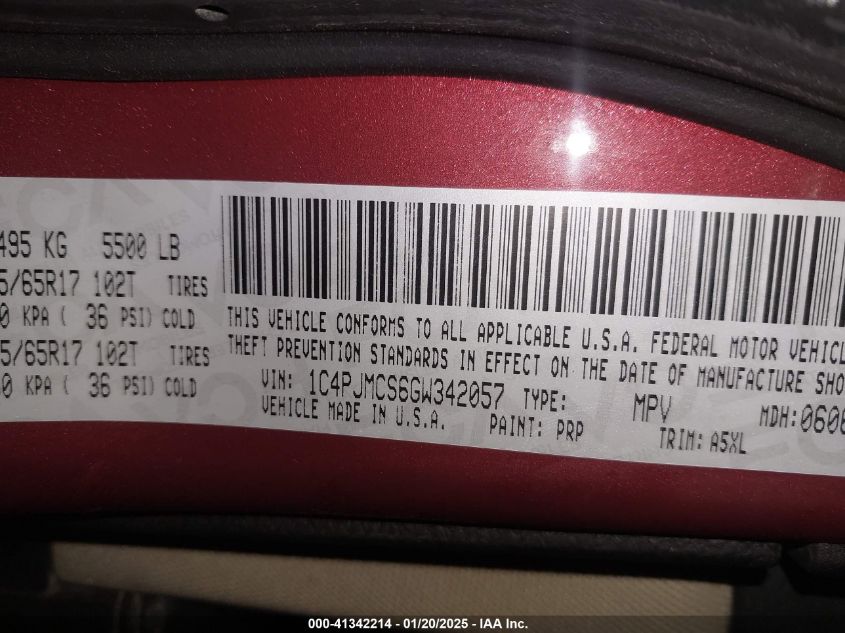 495 KG 5500 LB
5/65R17 102T TIRES
0 KPA ( 36 PSI) COLD
5/65R17 102T TIRES
0 KPA ( 36 PSI) COLD
THIS VEHICLE CONFORMS TO ALL APPLICABLE U.S.A. FEDERAL MOTOR VEHICL
THEFT PREVENTION STANDARDS IN EFFECT ON THE DATE OF MANUFACTURE SHO
VIN: 1C4PJMCS6GW342057 TYPE: MPV MDH:0606
VEHICLE MADE IN U.S.A. PAINT: PRP TRIM: A5XL
000-41342214 - 01/20/2025 - IAA Inc.